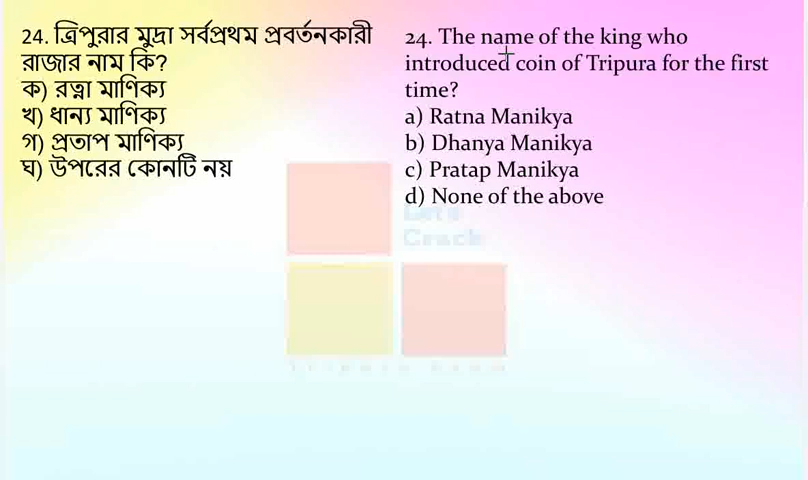 24. ত্রিপুরার মুদ্রা সর্বপ্রথম প্রবর্তনকারী
রাজার নাম কি?
ক) রত্না মাণিক্য
খ) ধান্য মাণিক্য
গ) প্রতাপ মাণিক্য
ঘ) উপরের কোনটি নয়
24. The name of the king who
introduced coin of Tripura for the first
time?
a) Ratna Manikya
b) Dhanya Manikya
c) Pratap Manikya
d) None of the above
Let's
Crack